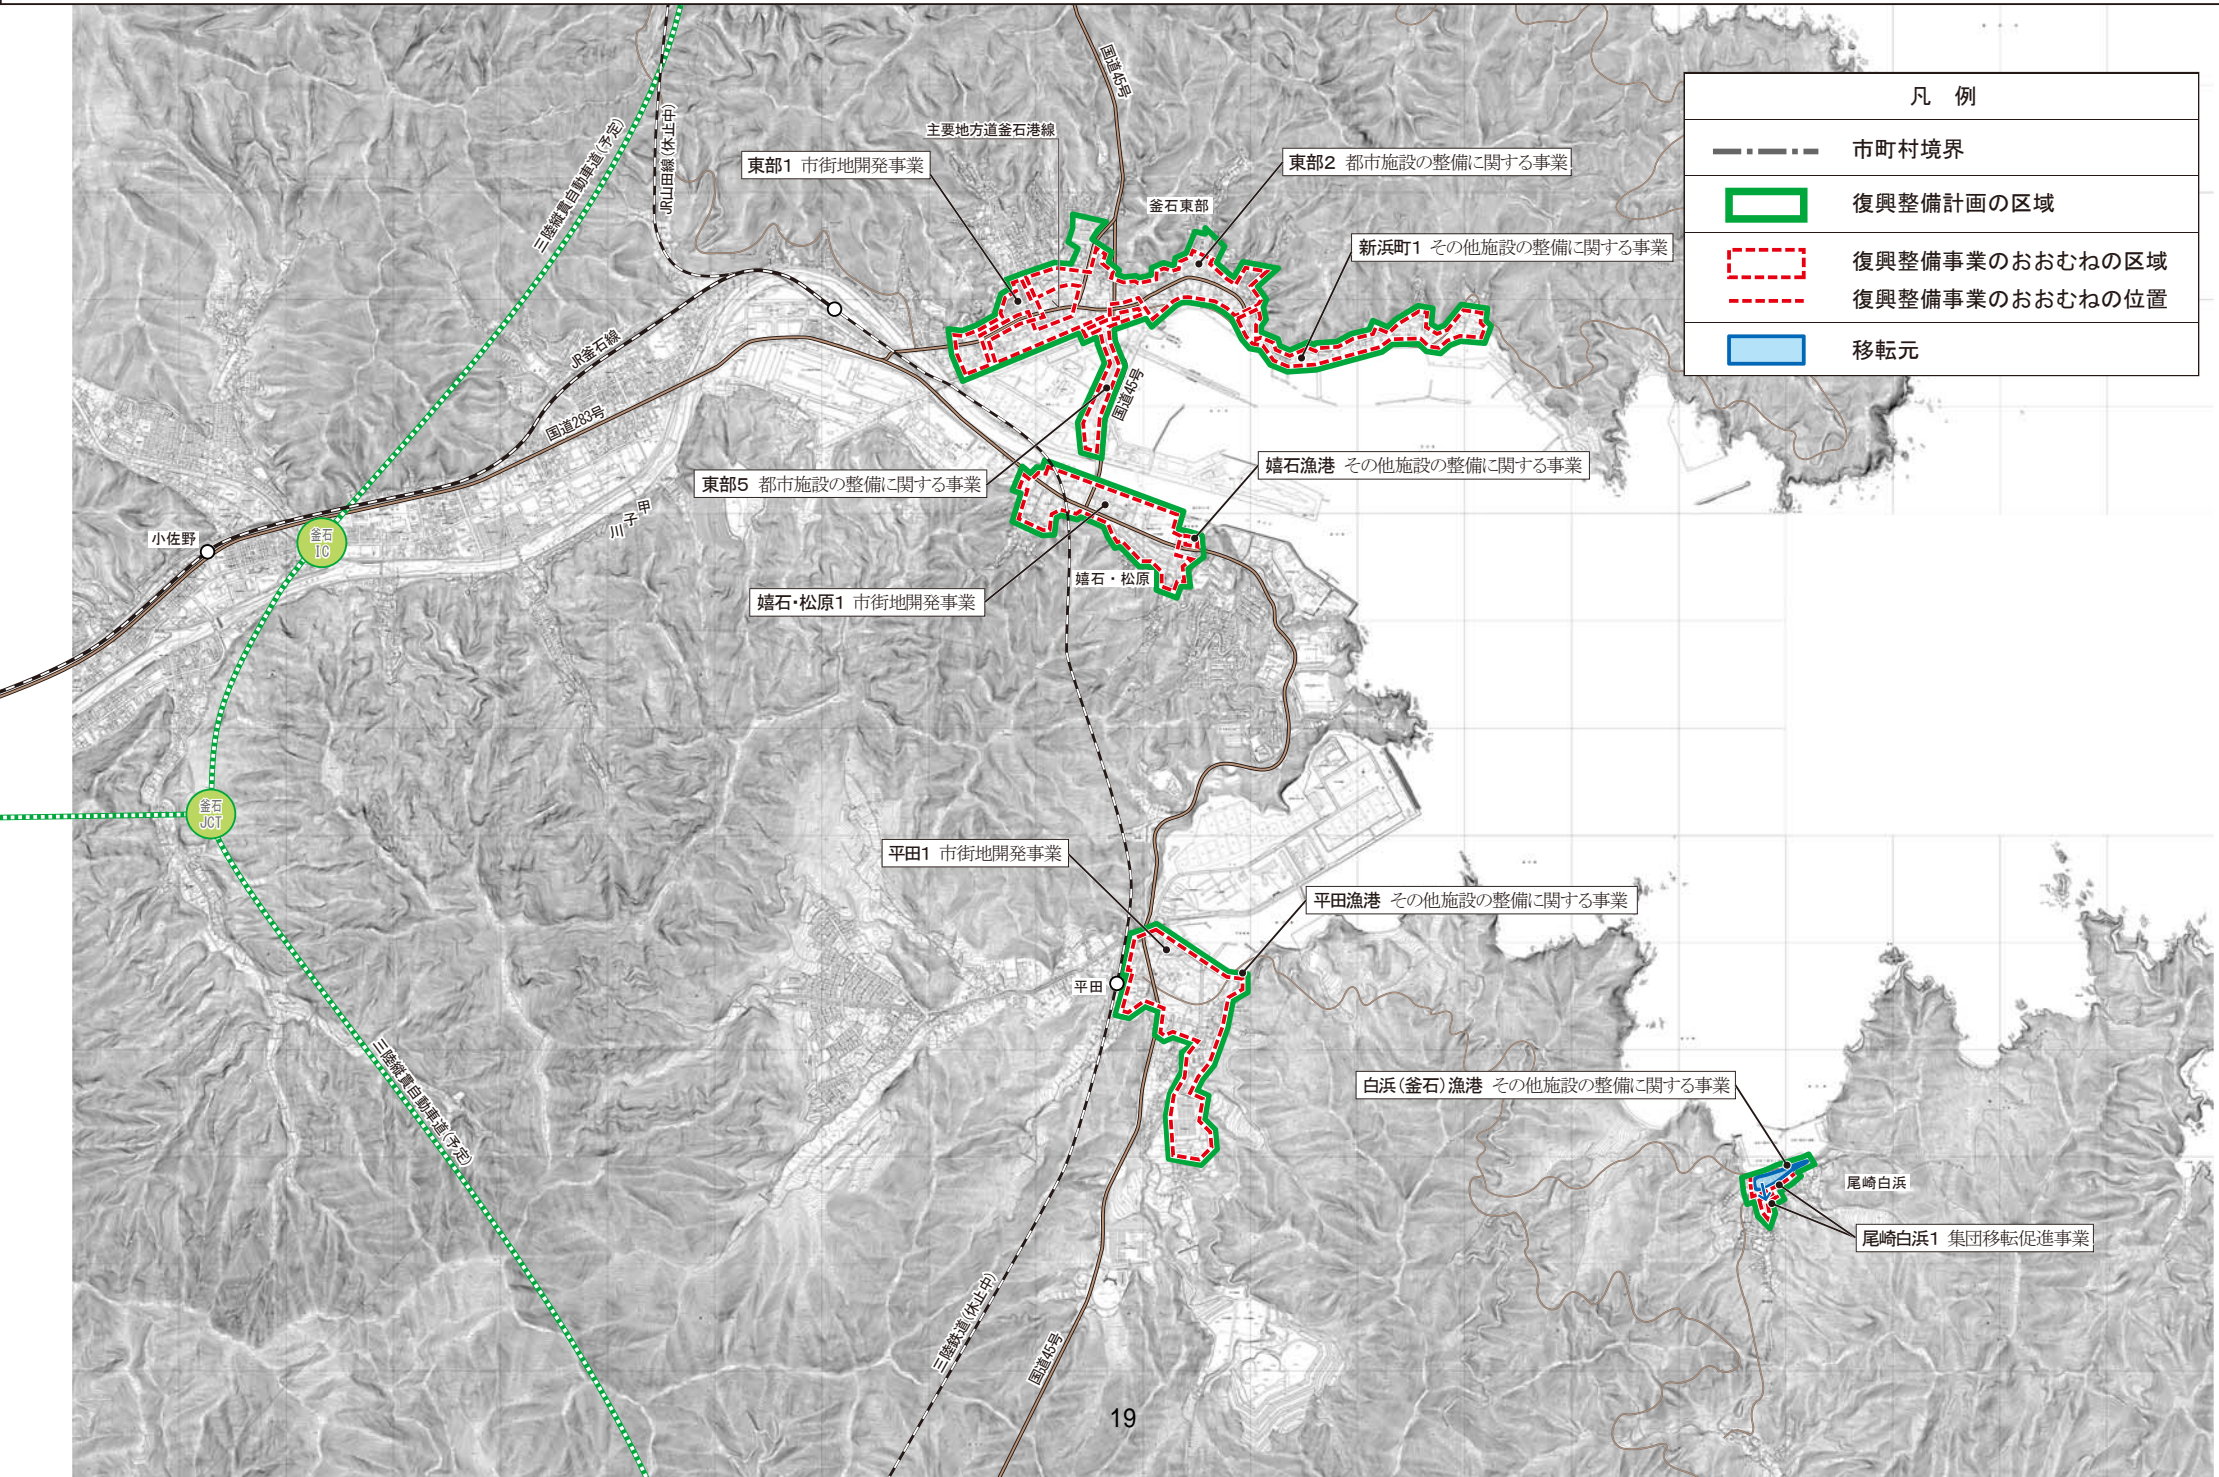 凡 例
市町村境界
復興整備計画の区域
復興整備事業のおおむねの区域
復興整備事業のおおむねの位置
移転元
国道45号
主要地方道釜石港線
三陸縦貫自動車道(予定)
JR山田線(休止中)
東部1 市街地開発事業
東部2 都市施設の整備に関する事業
釜石東部
新浜町1 その他施設の整備に関する事業
JR釜石線
国道283号
国道45号
東部5 都市施設の整備に関する事業
嬉石漁港 その他施設の整備に関する事業
小佐野
釜石
IC
甲
子
川
嬉石・松原
嬉石・松原1 市街地開発事業
釜石
JCT
平田1 市街地開発事業
平田漁港 その他施設の整備に関する事業
平田
三陸縦貫自動車道(予定)
白浜(釜石)漁港 その他施設の整備に関する事業
尾崎白浜
尾崎白浜1 集団移転促進事業
三陸鉄道(休止中)
国道45号
19